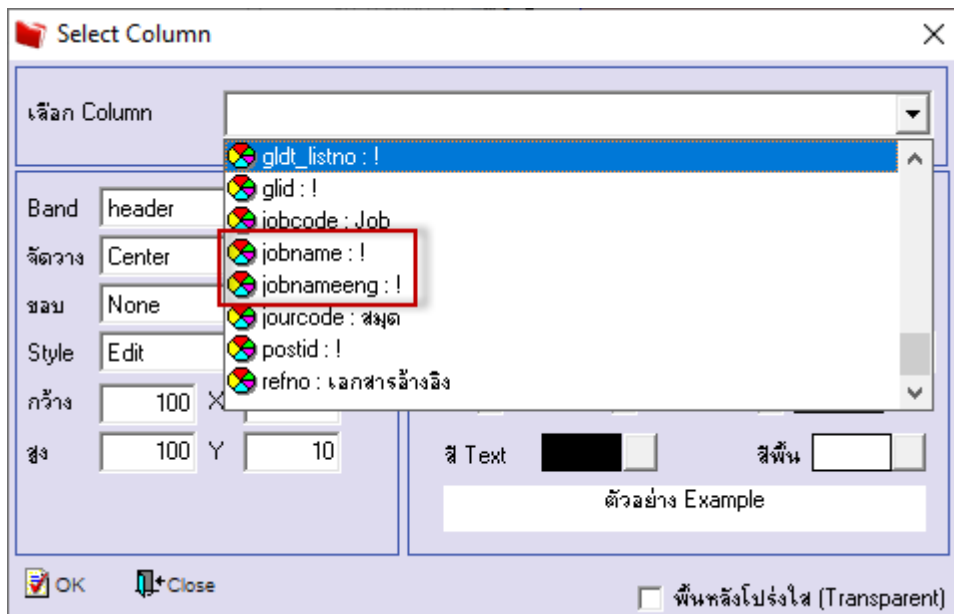 Select Column
เลือก Column
gldt_listno : !
glid : !
jobcode : Job
jobname : !
jobnameeng : !
jourcode : สมุด
postid : !
refno : เอกสารอ้างอิง
Band header
จัดวาง Center
ขอบ None
Style Edit
กว้าง 100 X
สูง 100 Y 10
สี Text
สีพื้น
ตัวอย่าง Example
OK
Close
พื้นหลังโปร่งใส (Transparent)